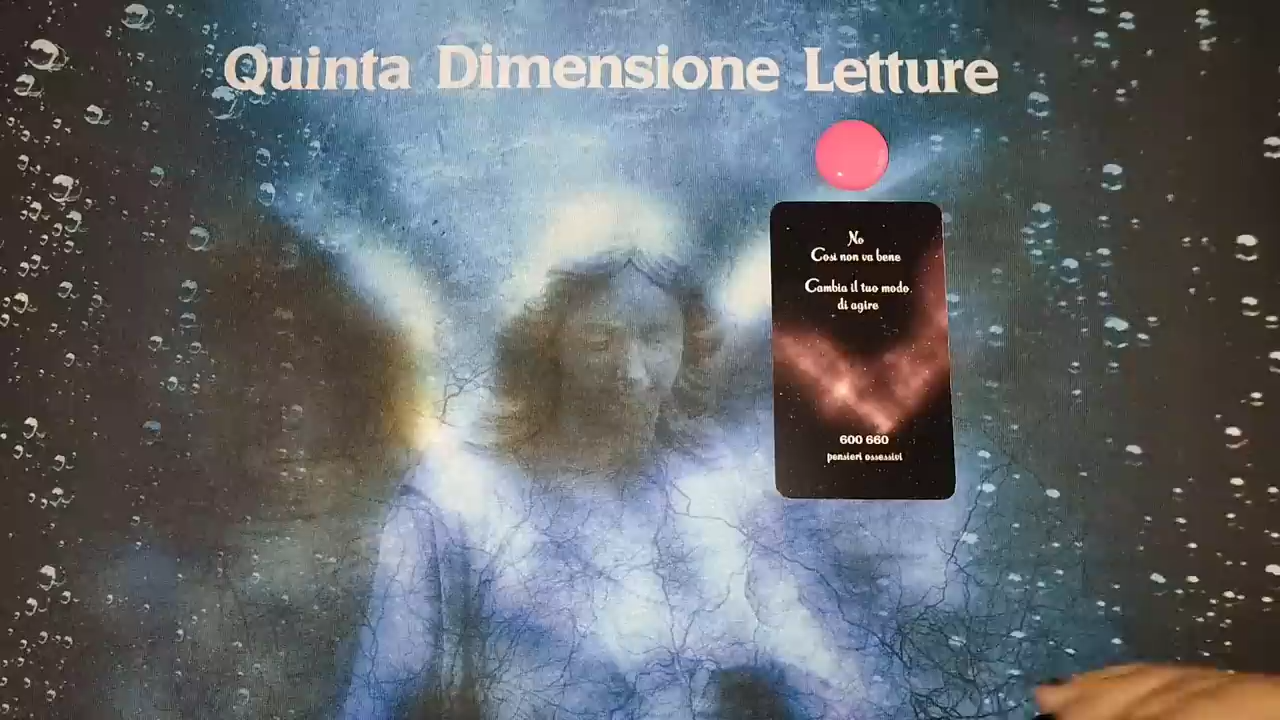 Quinta Dimensione Letture
No
Così non va bene
Cambia il tuo modo
di agire
600 660
pensieri ossessivi